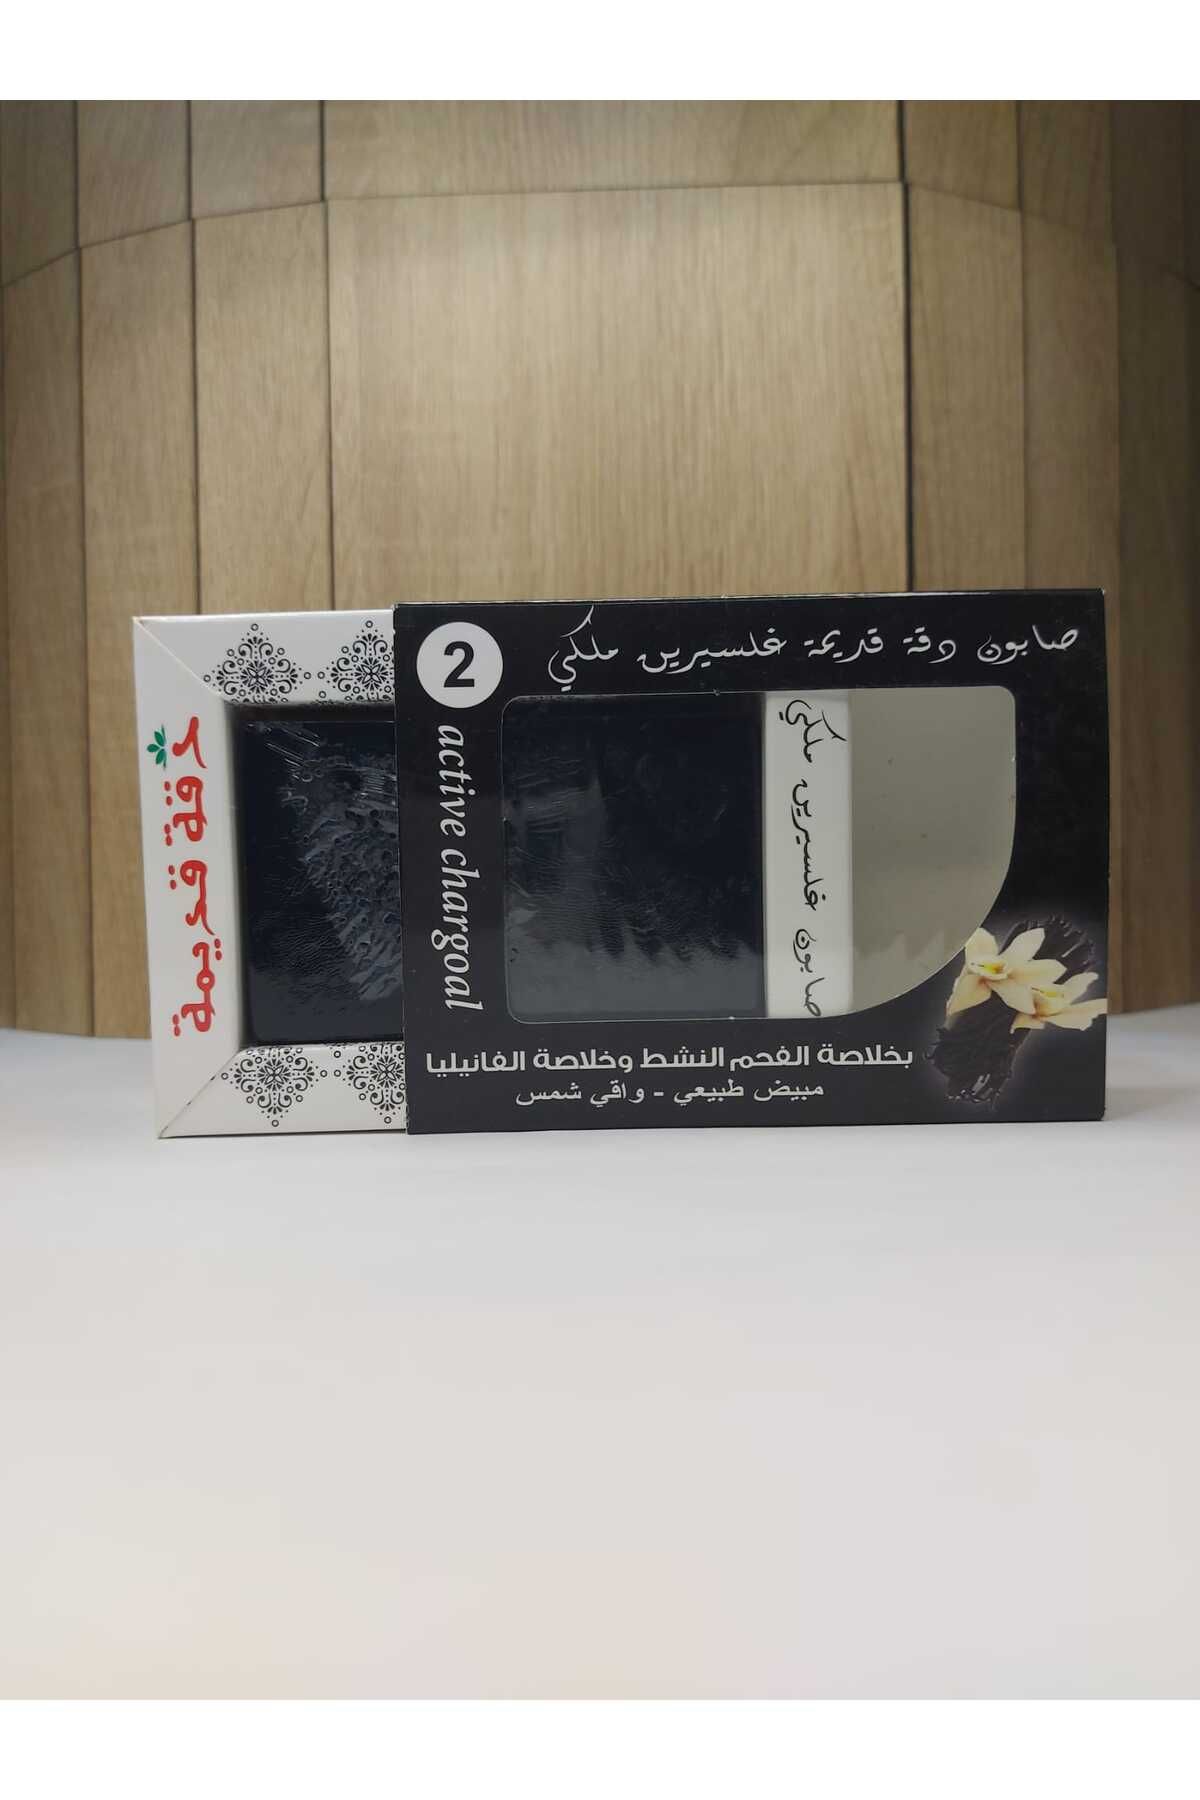 صابون دقة قديمة غلسيرين ملكي
2
active chargoal
دقة قديمة
صابون غلسيرين ملكي
بخلاصة الفحم النشط وخلاصة الفانيليا
مبيض طبيعي - واقي شمس